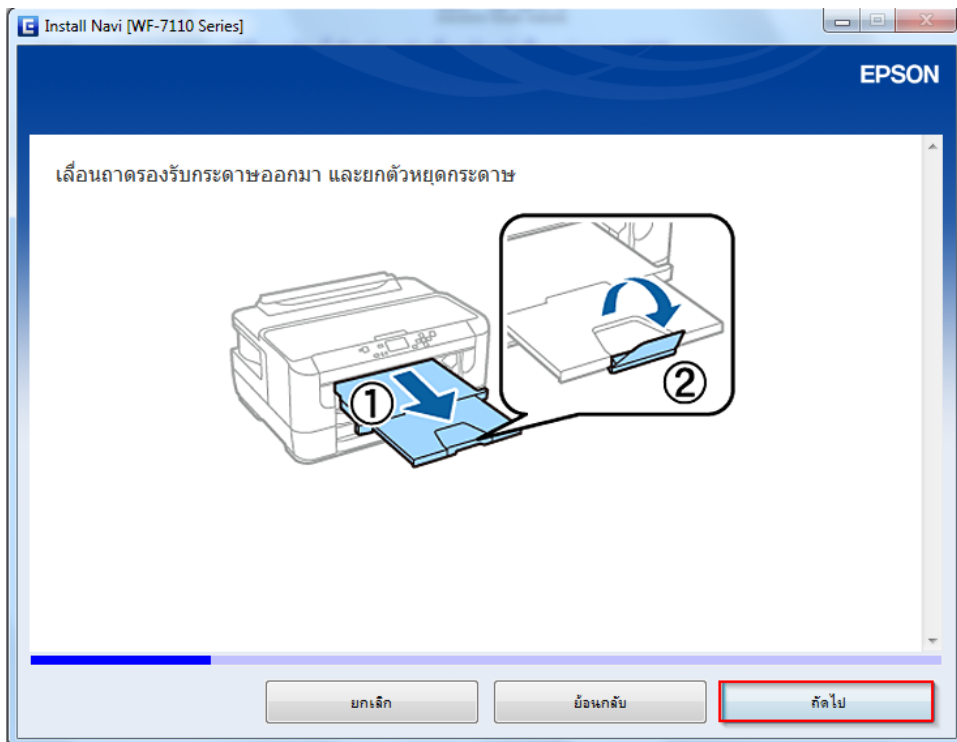 Install Navi [WF-7110 Series]
EPSON
เลื่อนถาดรองรับกระดาษออกมา และยกตัวหยุดกระดาษ
①
②
ยกเลิก
ย้อนกลับ
ถัดไป